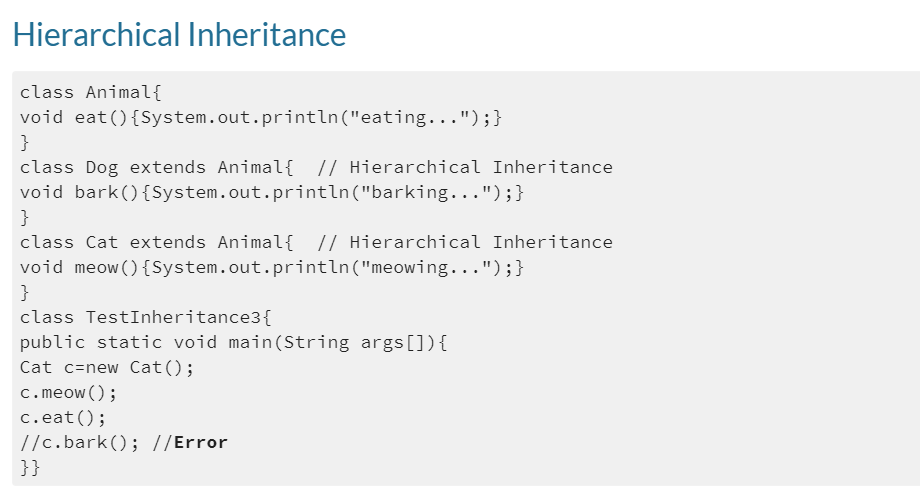 Hierarchical Inheritance
class Animal{
void eat(){System.out.println("eating...");}
}
class Dog extends Animal{  // Hierarchical Inheritance
void bark(){System.out.println("barking...");}
}
class Cat extends Animal{  // Hierarchical Inheritance
void meow(){System.out.println("meowing...");}
}
class TestInheritance3{
public static void main(String args[]){
Cat c=new Cat();
c.meow();
c.eat();
//c.bark(); //Error
}}